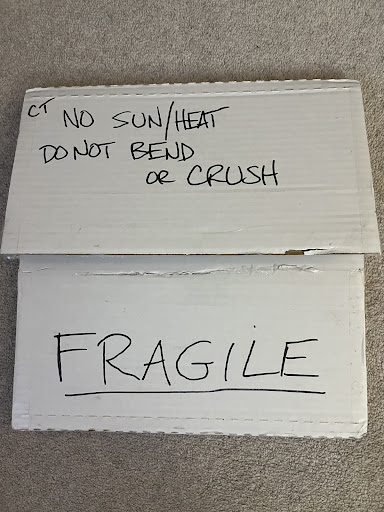 CT NO SUN/HEAT
DO NOT BEND
OR CRUSH
FRAGILE